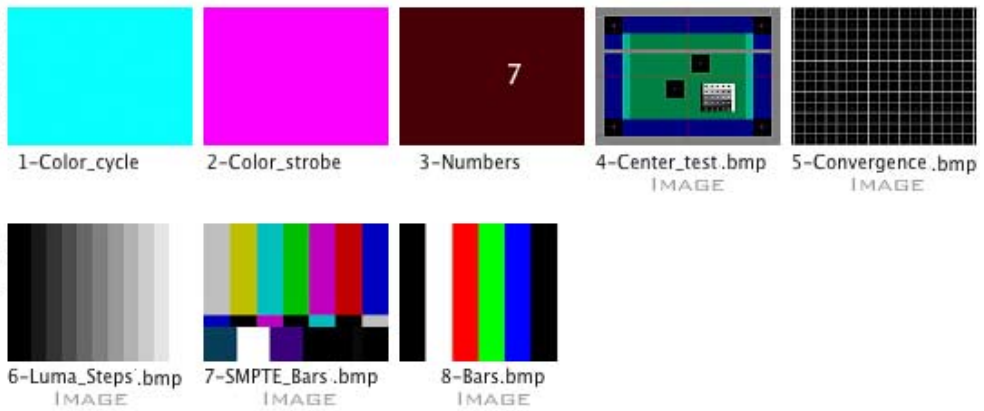 7
1-Color_cycle
2-Color_strobe
3-Numbers
4-Center_test.bmp
IMAGE
5-Convergence.bmp
IMAGE
6-Luma_Steps.bmp
IMAGE
7-SMPTE_Bars.bmp
IMAGE
8-Bars.bmp
IMAGE